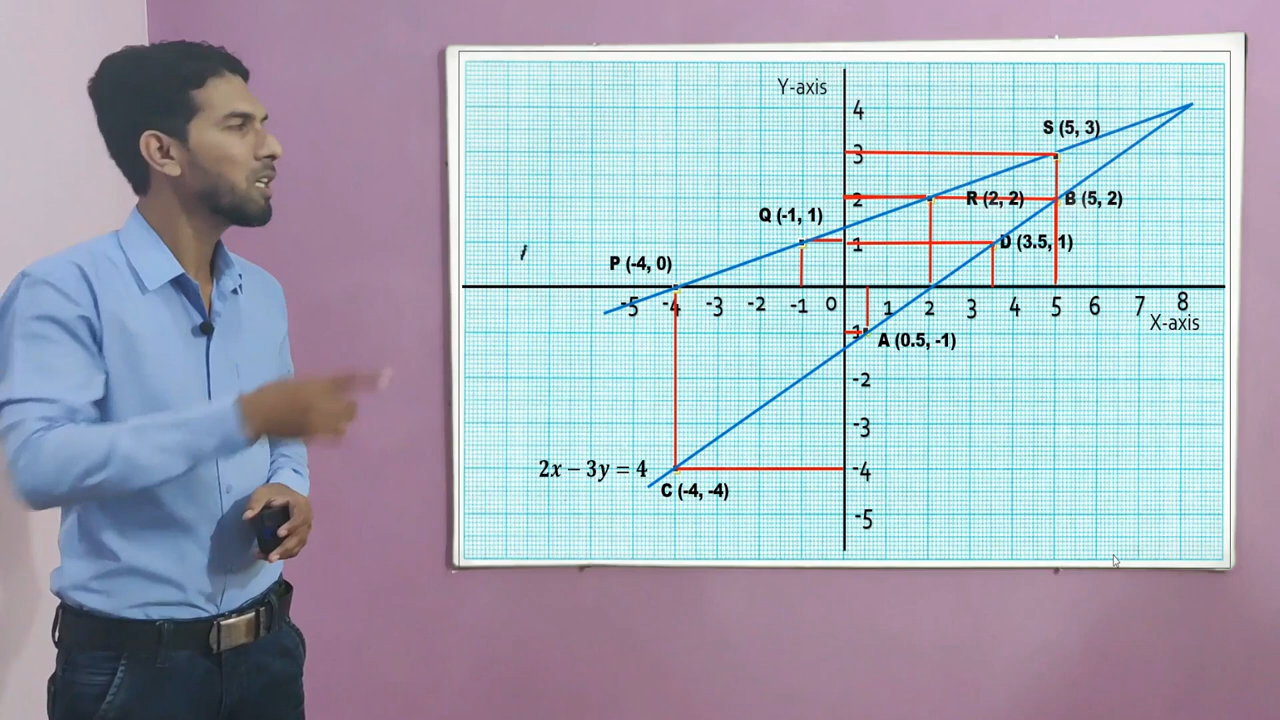 Y-axis
4
S (5, 3)
3
2
R (2, 2)
B (5, 2)
Q (-1, 1)
1
D (3.5, 1)
P (-4, 0)
-5 -4 -3 -2 -1 0 1 2 3 4 5 6 7 8
X-axis
-1
A (0.5, -1)
-2
-3
2x − 3y = 4
-4
C (-4, -4)
-5